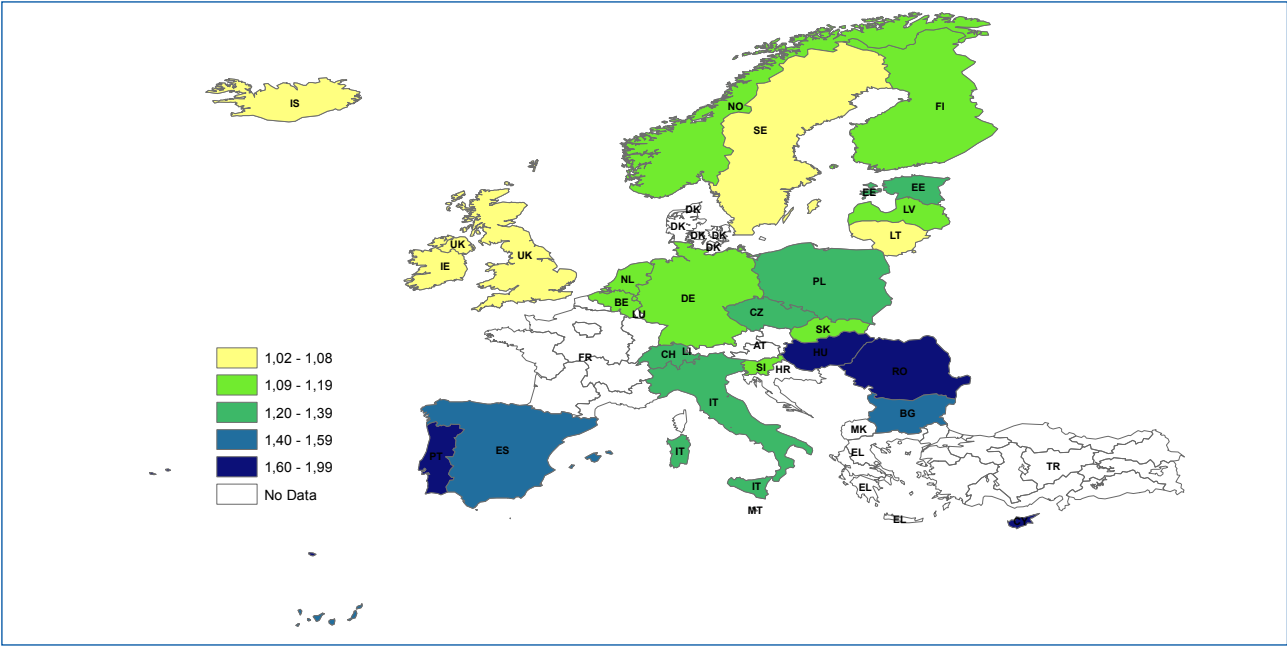 IS
NO
FI
SE
EE
EE
LV
DK
DK
DK
DK
DK
LT
UK
UK
IE
NL
PL
BE
DE
LU
CZ
SK
AT
FR
CH
LI
HU
SI
HR
RO
IT
BG
MK
PT
ES
IT
EL
TR
IT
EL
MT
EL
CY
1,02 - 1,08
1,09 - 1,19
1,20 - 1,39
1,40 - 1,59
1,60 - 1,99
No Data